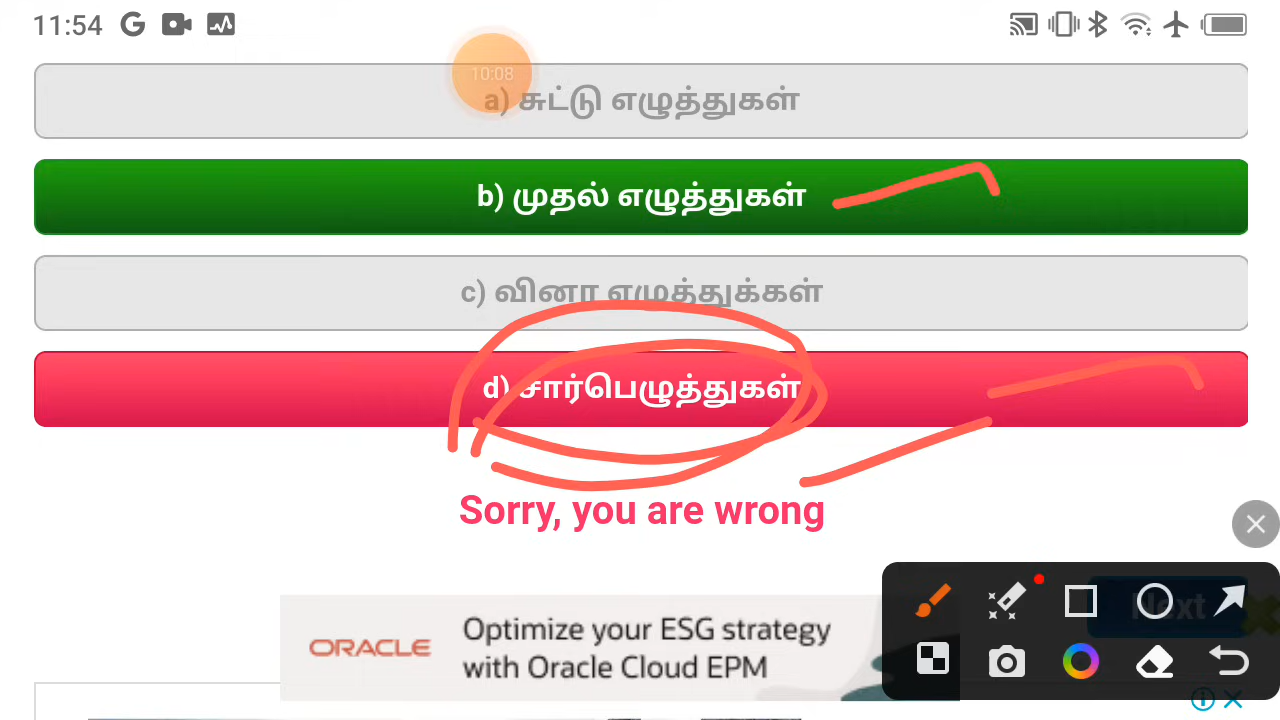 11:54
10:08
a) சுட்டு எழுத்துகள்
b) முதல் எழுத்துகள்
c) வினா எழுத்துக்கள்
d) சார்பெழுத்துகள்
Sorry, you are wrong
Next
ORACLE
Optimize your ESG strategy
with Oracle Cloud EPM